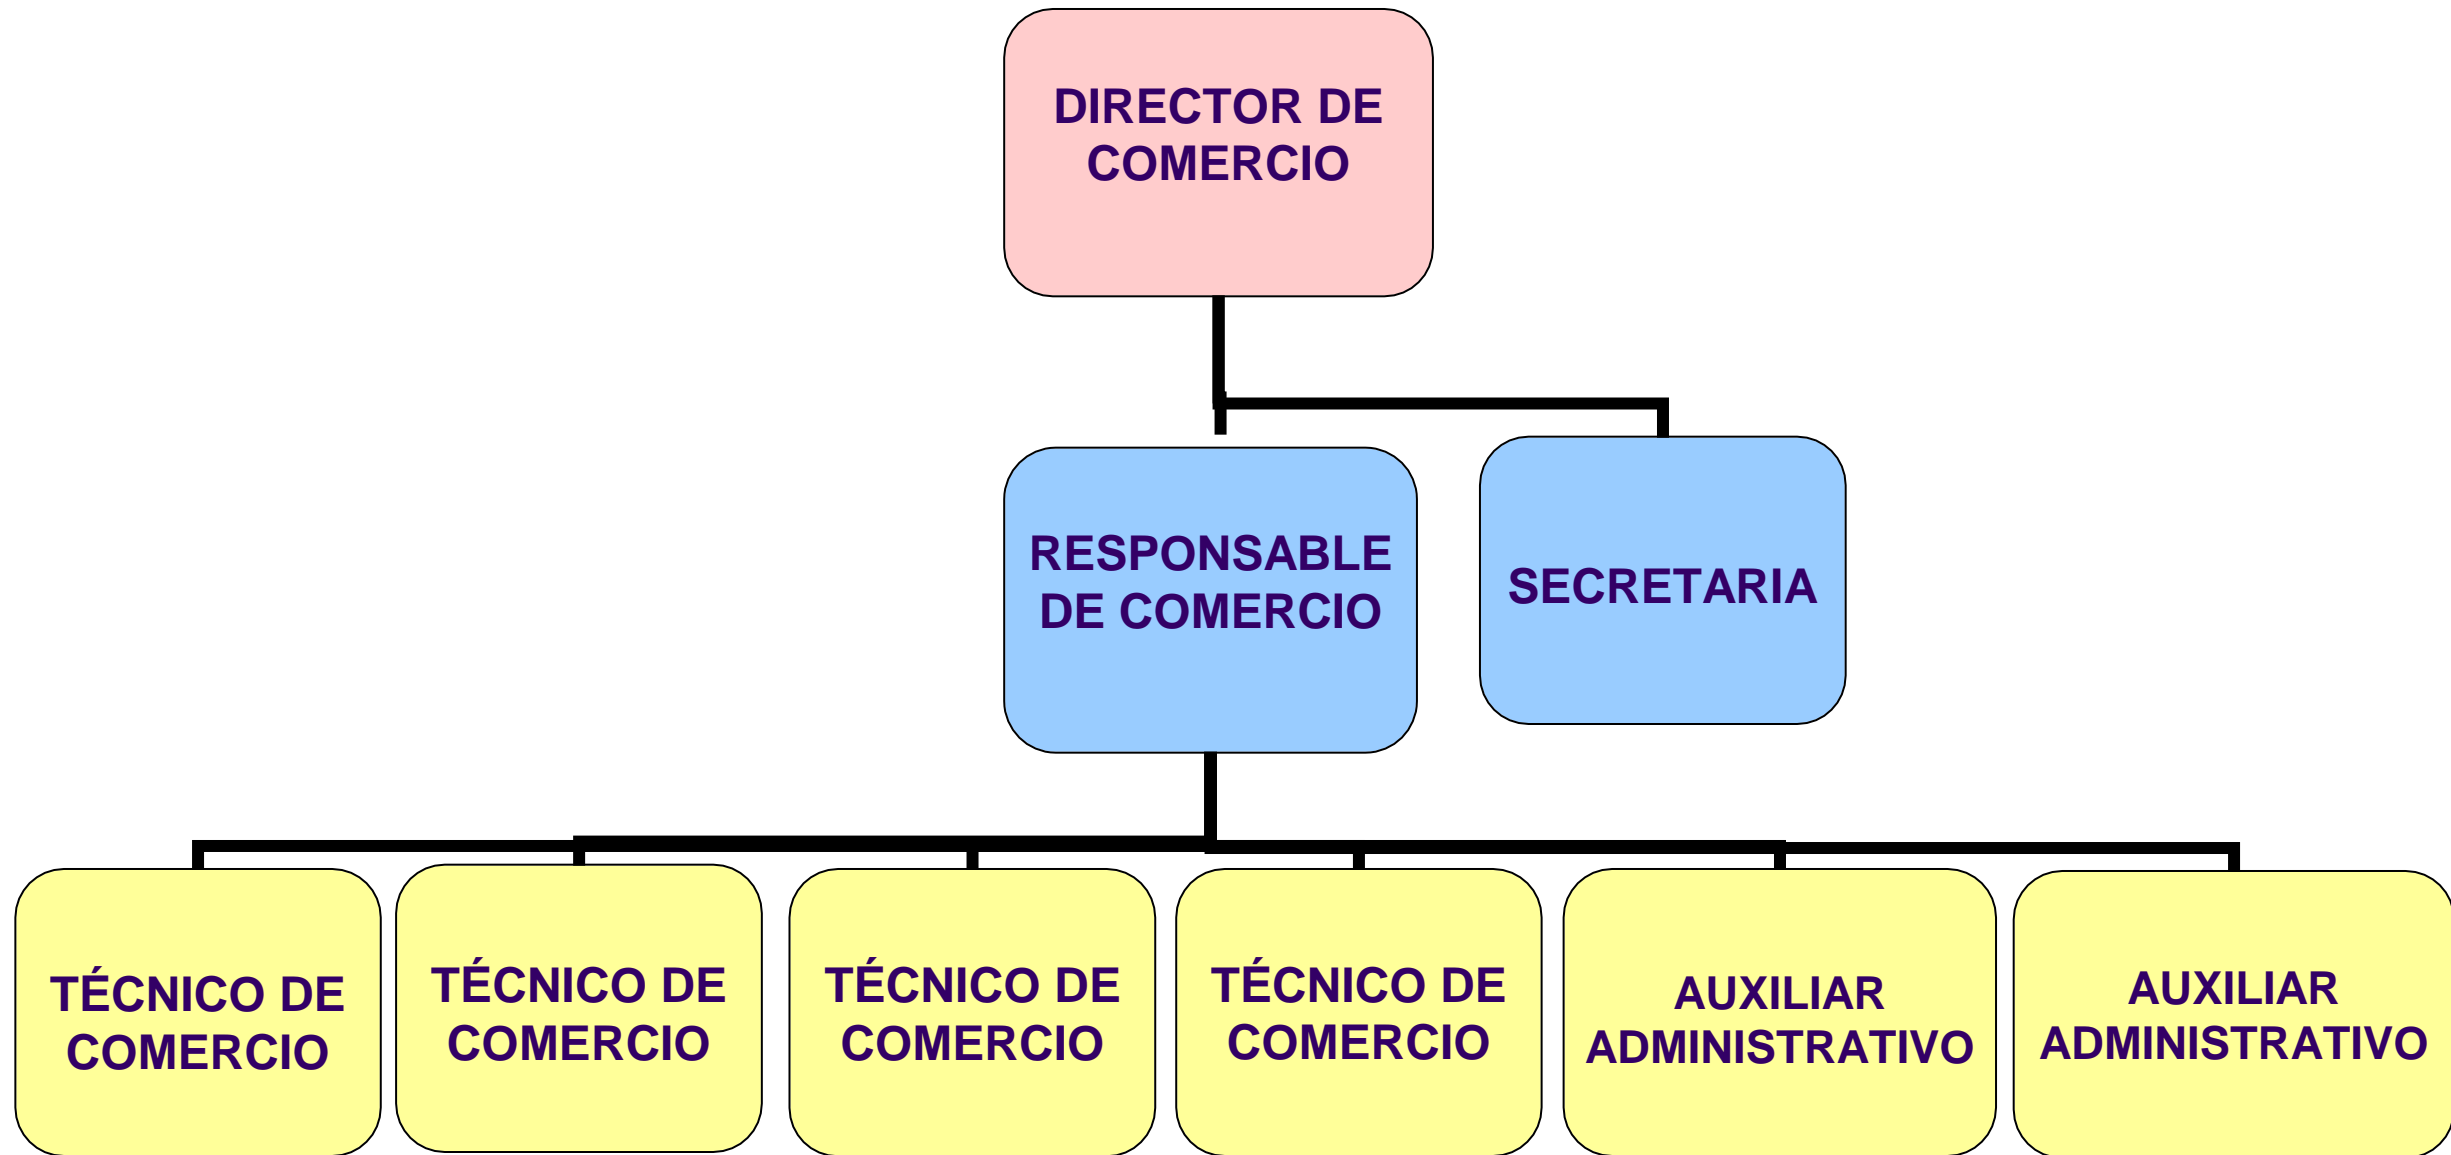 DIRECTOR DE
COMERCIO
RESPONSABLE
DE COMERCIO
SECRETARIA
TÉCNICO DE
COMERCIO
TÉCNICO DE
COMERCIO
TÉCNICO DE
COMERCIO
TÉCNICO DE
COMERCIO
AUXILIAR
ADMINISTRATIVO
AUXILIAR
ADMINISTRATIVO